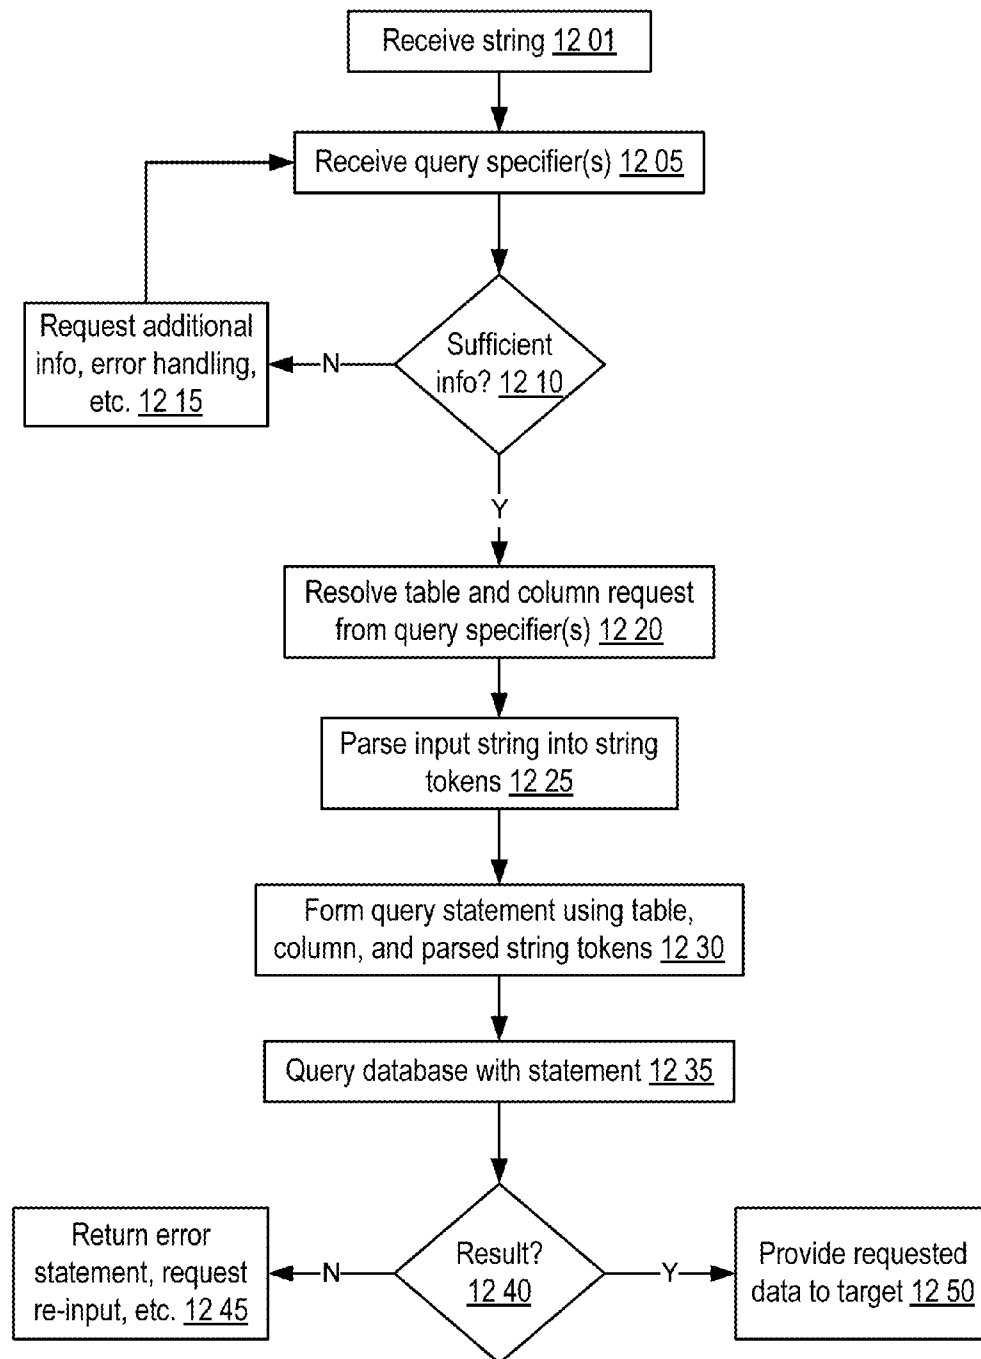 Receive string 12 01
Receive query specifier(s) 12 05
Request additional
info, error handling,
etc. 12 15
N
Sufficient
info? 12 10
Y
Resolve table and column request
from query specifier(s) 12 20
Parse input string into string
tokens 12 25
Form query statement using table,
column, and parsed string tokens 12 30
Query database with statement 12 35
Return error
statement, request
re-input, etc. 12 45
N
Result?
12 40
Y
Provide requested
data to target 12 50